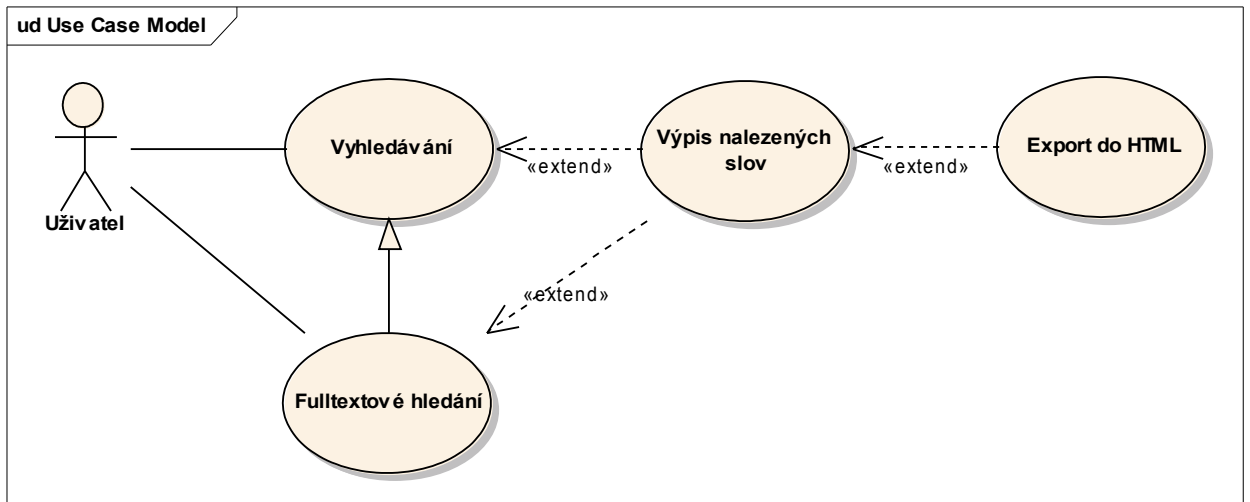 ud Use Case Model
Uživatel
Vyhledávání
«extend»
Výpis nalezených
slov
«extend»
Export do HTML
«extend»
Fulltextové hledání